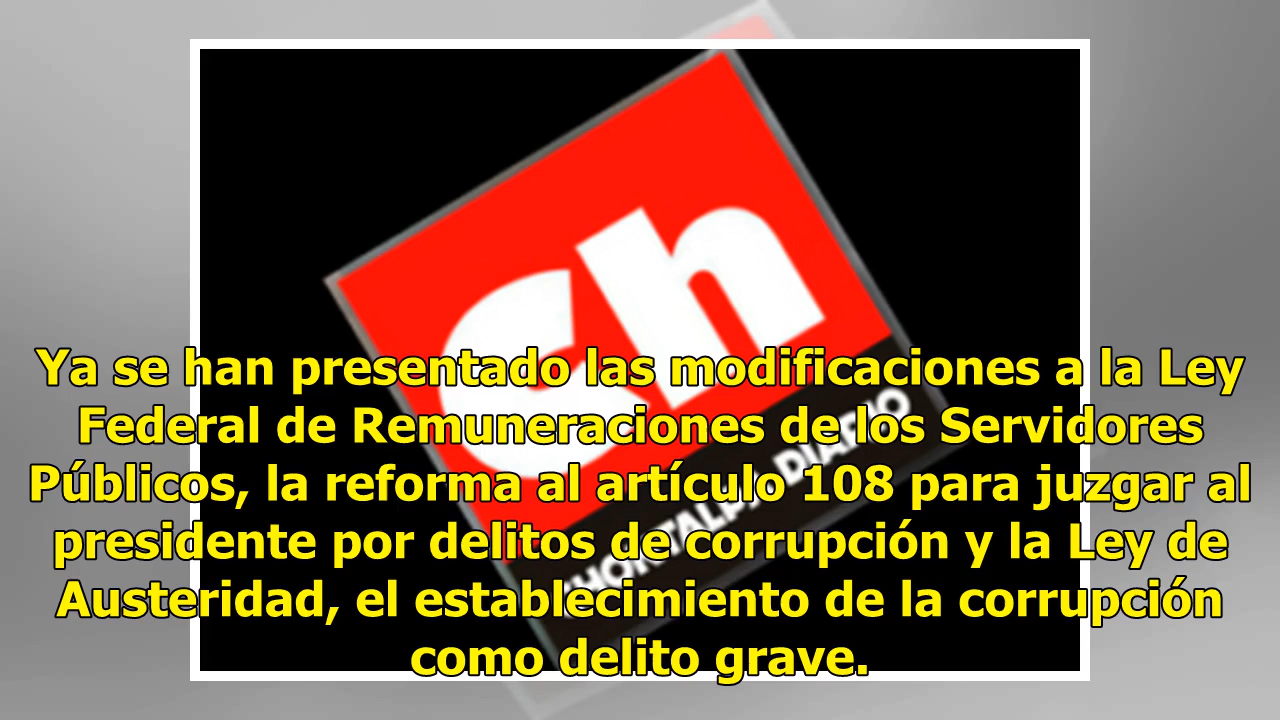 Ch
Ya se han presentado las modificaciones a la Ley
Federal de Remuneraciones de los Servidores
Públicos, la reforma al artículo 108 para juzgar al
presidente por delitos de corrupción y la Ley de
Austeridad, el establecimiento de la corrupción
como delito grave.
DIARIO